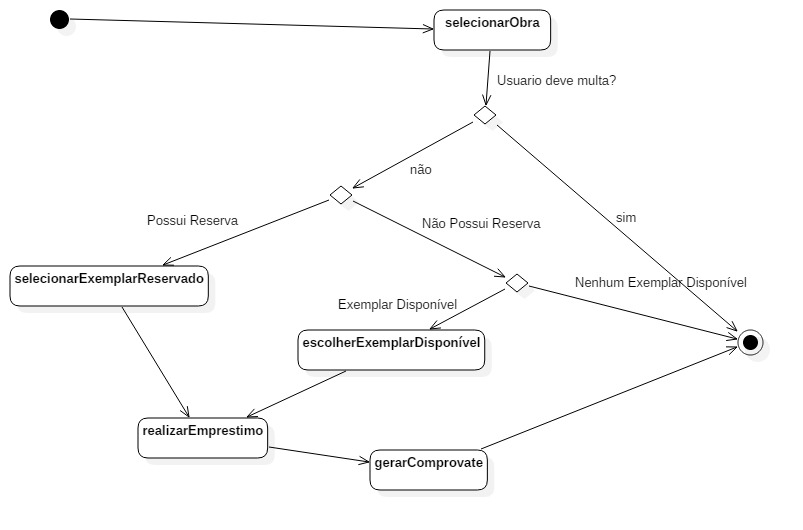 selecionarObra
Usuario deve multa?
não
Possui Reserva
Não Possui Reserva
sim
selecionarExemplarReservado
Nenhum Exemplar Disponível
Exemplar Disponível
escolherExemplarDisponível
realizarEmprestimo
gerarComprovate